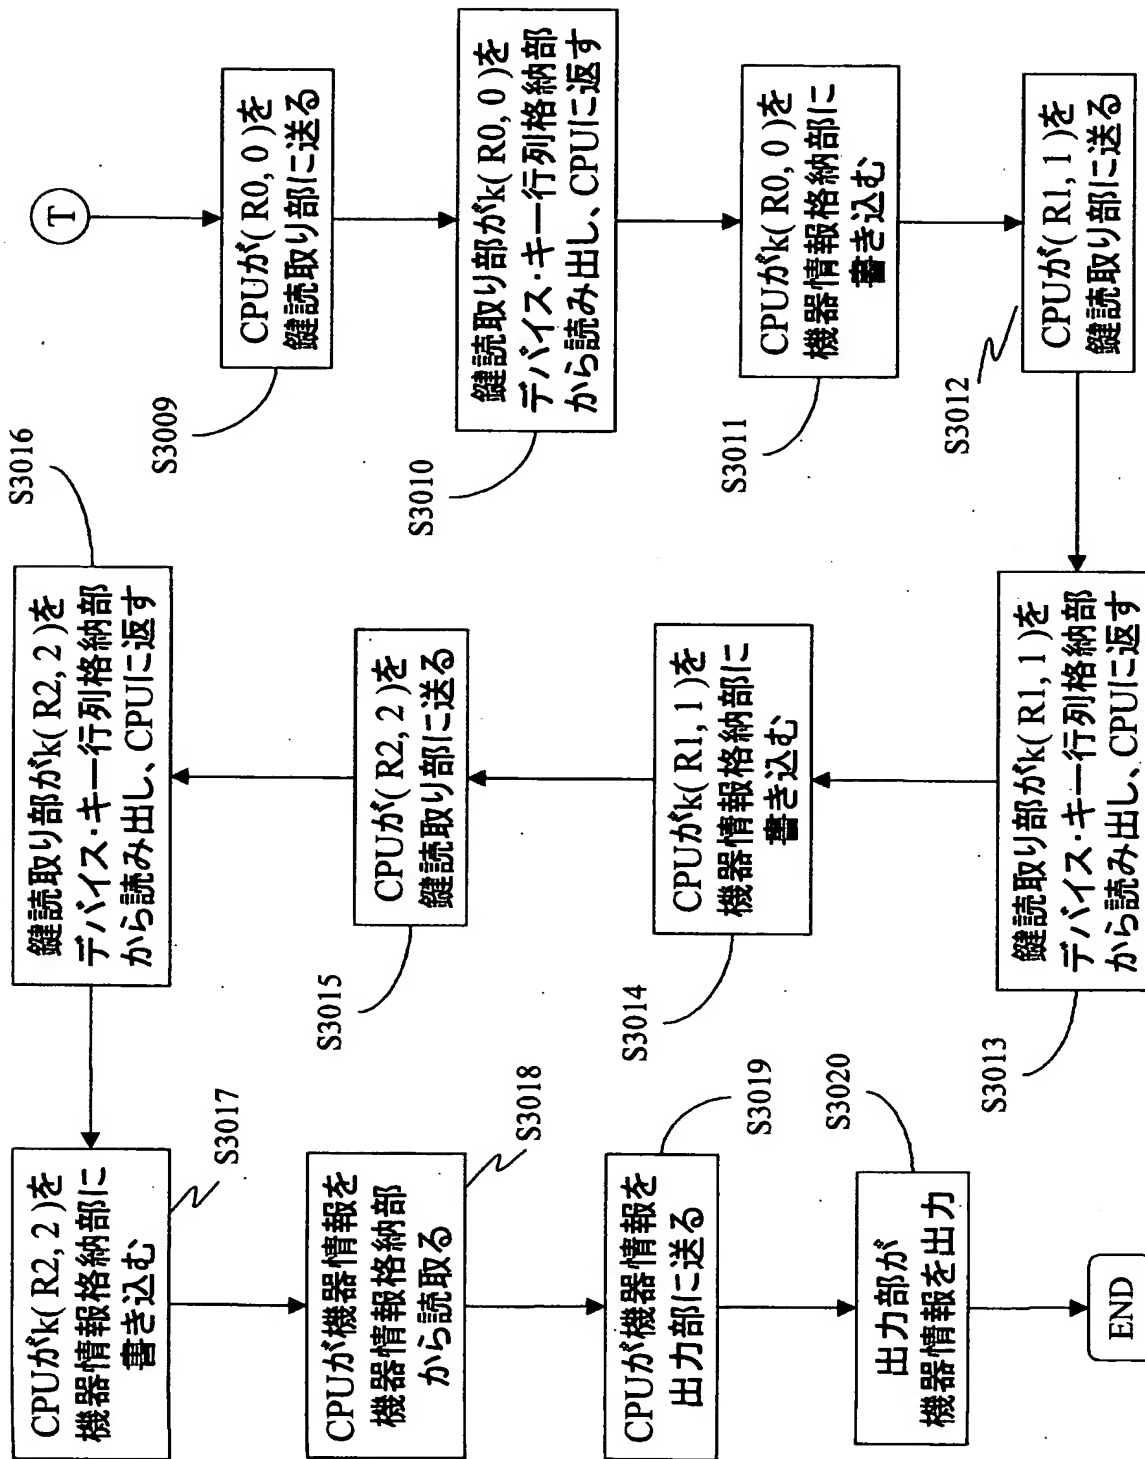 T
CPUが( R0, 0 )を
鍵読取り部に送る
S3009
鍵読取り部がk( R0, 0 )を
デバイス・キー行列格納部
から読み出し、CPUに返す
S3010
CPUがk( R0, 0 )を
機器情報格納部に
書き込む
S3011
CPUが( R1, 1 )を
鍵読取り部に送る
S3012
鍵読取り部がk( R1, 1 )を
デバイス・キー行列格納部
から読み出し、CPUに返す
S3013
CPUがk( R1, 1 )を
機器情報格納部に
書き込む
S3014
CPUが( R2, 2 )を
鍵読取り部に送る
S3015
鍵読取り部がk( R2, 2 )を
デバイス・キー行列格納部
から読み出し、CPUに返す
S3016
CPUがk( R2, 2 )を
機器情報格納部に
書き込む
S3017
CPUが機器情報を
機器情報格納部
から読取る
S3018
CPUが機器情報を
出力部に送る
S3019
出力部が
機器情報を出力
S3020
END